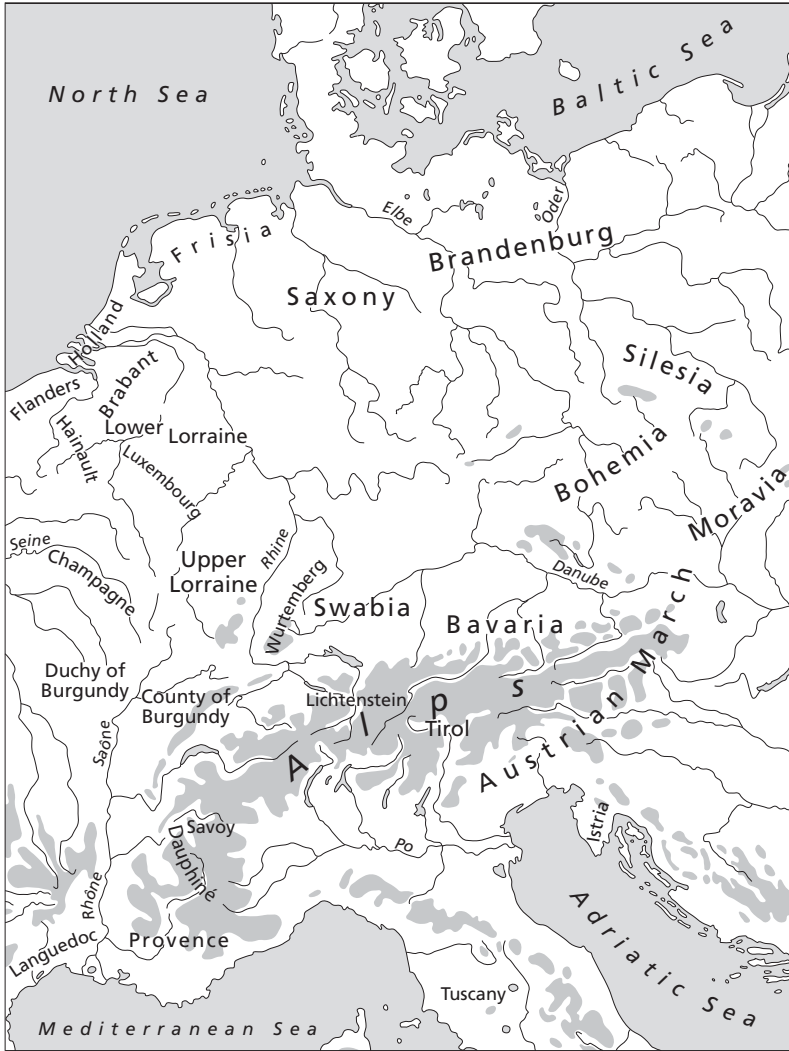 North Sea
Baltic Sea
Elbe
Oder
Frisia
Brandenburg
Saxony
Holland
Silesia
Flanders
Brabant
Hainault
Lower Lorraine
Luxembourg
Bohemia
Moravia
Seine
Champagne
Upper
Lorraine
Rhine
Wurtemberg
Swabia
Danube
Bavaria
Duchy of
Burgundy
County of
Burgundy
Lichtenstein
Alps
Tirol
Austrian March
Saône
Savoy
Dauphiné
Po
Istria
Rhône
Provence
Languedoc
Adriatic Sea
Tuscany
Mediterranean Sea